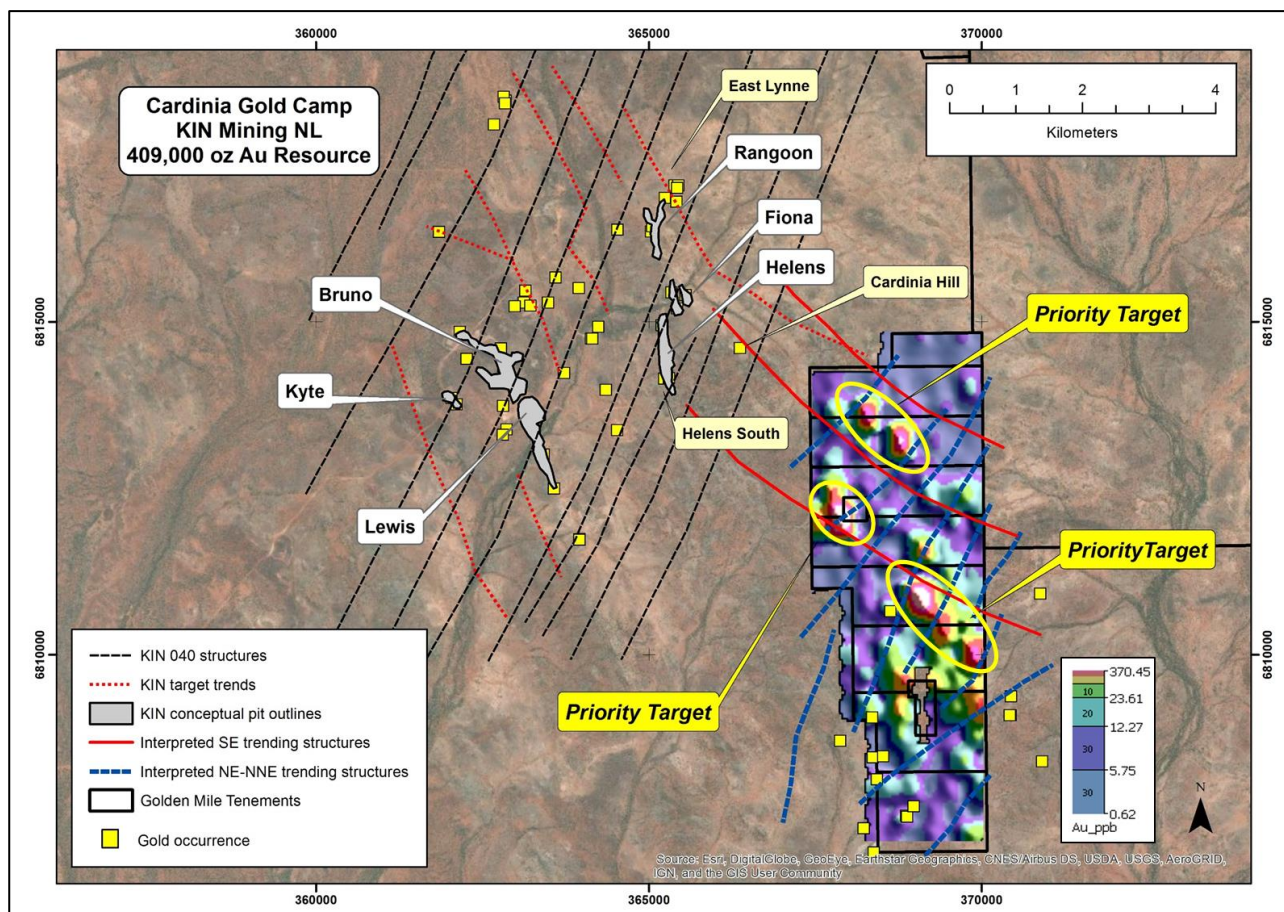 360000
365000
370000
Cardinia Gold Camp
KIN Mining NL
409,000 oz Au Resource
East Lynne
0 1 2 4
Kilometers
Rangoon
Fiona
Helens
Bruno
Cardinia Hill
6815000
6815000
Priority Target
Kyte
Helens South
Lewis
PriorityTarget
6810000
6810000
KIN 040 structures
KIN target trends
KIN conceptual pit outlines
Interpreted SE trending structures
Interpreted NE-NNE trending structures
Golden Mile Tenements
Gold occurrence
Priority Target
370.45
10
23.61
20
12.27
30
5.75
30
0.62
Au_ppb
N
Source: Esri, DigitalGlobe, GeoEye, Earthstar Geographics, CNES/Airbus DS, USDA, USGS, AeroGRID,
IGN, and the GIS User Community
360000
365000
370000